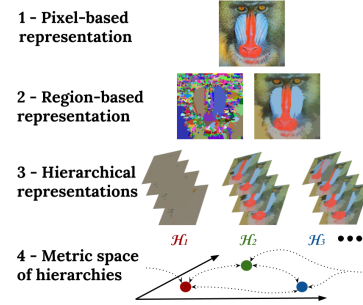 1 - Pixel-based
representation
2 - Region-based
representation
3 - Hierarchical
representations
ℋ₁ ℋ₂ ℋ₃ •••
4 - Metric space
of hierarchies